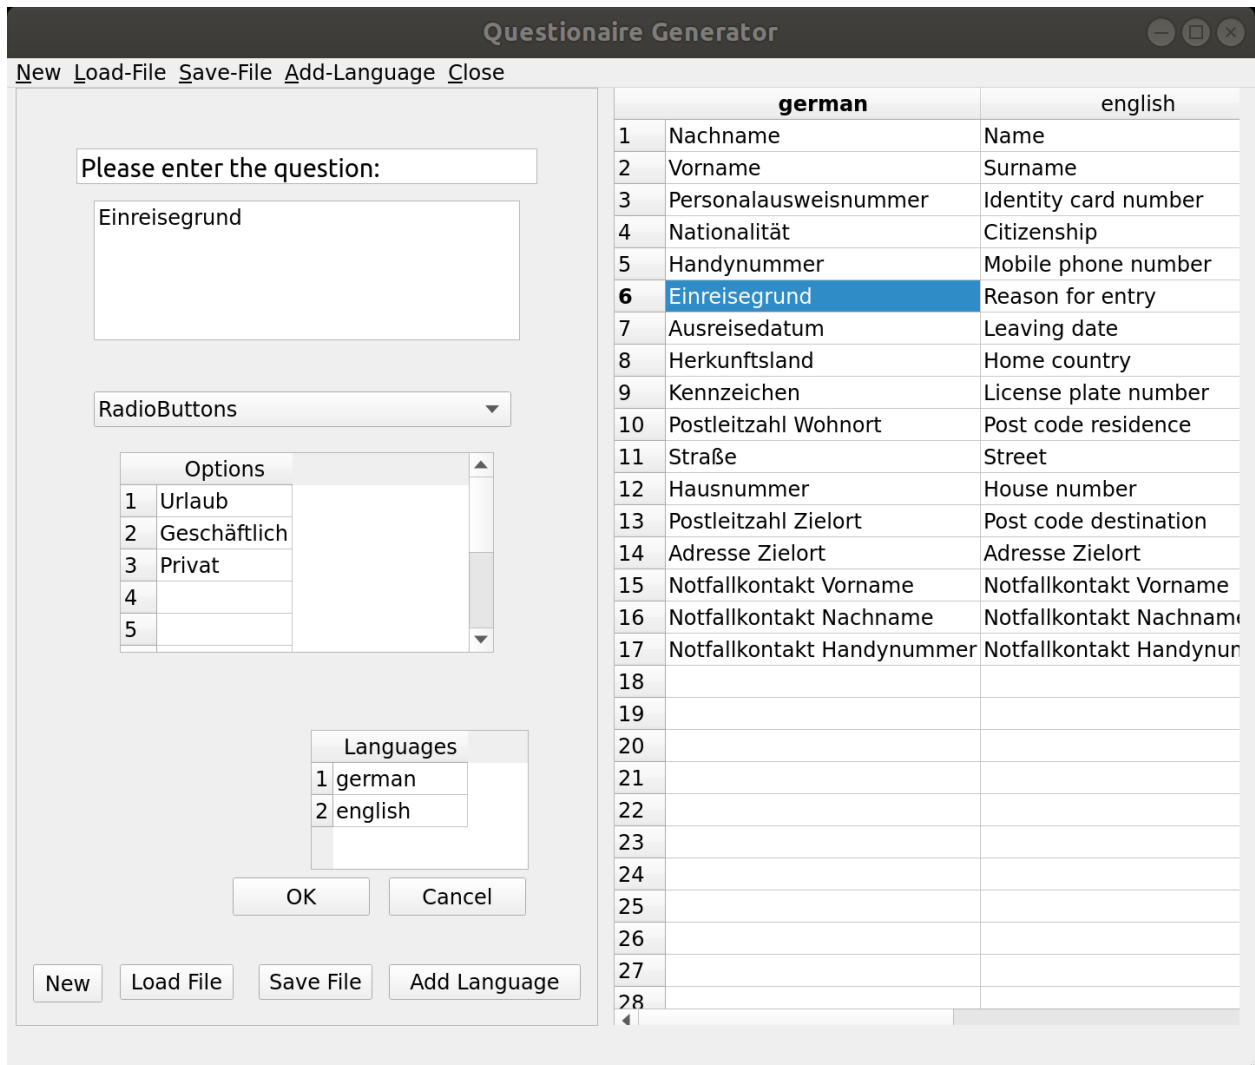 Questionaire Generator
New Load-File Save-File Add-Language Close
Please enter the question:
Einreisegrund
RadioButtons
Options
1 Urlaub
2 Geschäftlich
3 Privat
4
5
Languages
1 german
2 english
OK Cancel
New Load File Save File Add Language
german english
1 Nachname Name
2 Vorname Surname
3 Personalausweisnummer Identity card number
4 Nationalität Citizenship
5 Handynummer Mobile phone number
6 Einreisegrund Reason for entry
7 Ausreisedatum Leaving date
8 Herkunftsland Home country
9 Kennzeichen License plate number
10 Postleitzahl Wohnort Post code residence
11 Straße Street
12 Hausnummer House number
13 Postleitzahl Zielort Post code destination
14 Adresse Zielort Adresse Zielort
15 Notfallkontakt Vorname Notfallkontakt Vorname
16 Notfallkontakt Nachname Notfallkontakt Nachname
17 Notfallkontakt Handynummer Notfallkontakt
18
19
20
21
22
23
24
25
26
27
28